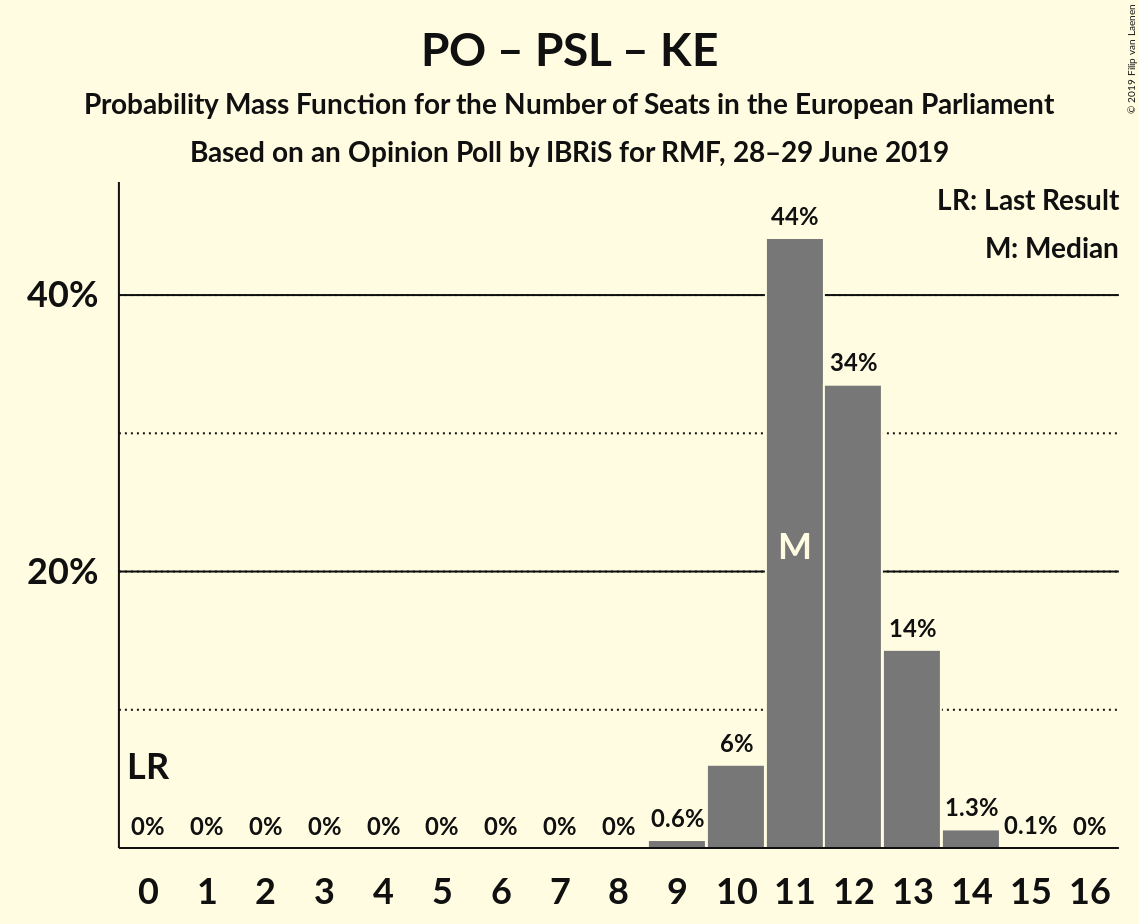 PO – PSL – KE
Probability Mass Function for the Number of Seats in the European Parliament
Based on an Opinion Poll by IBRiS for RMF, 28–29 June 2019
© 2019 Filip van Laenen
LR: Last Result
M: Median
44%
40%
34%
M
20%
14%
6%
LR
0% 0% 0% 0% 0% 0% 0% 0% 0% 0.6% 1.3% 0.1% 0%
0 1 2 3 4 5 6 7 8 9 10 11 12 13 14 15 16